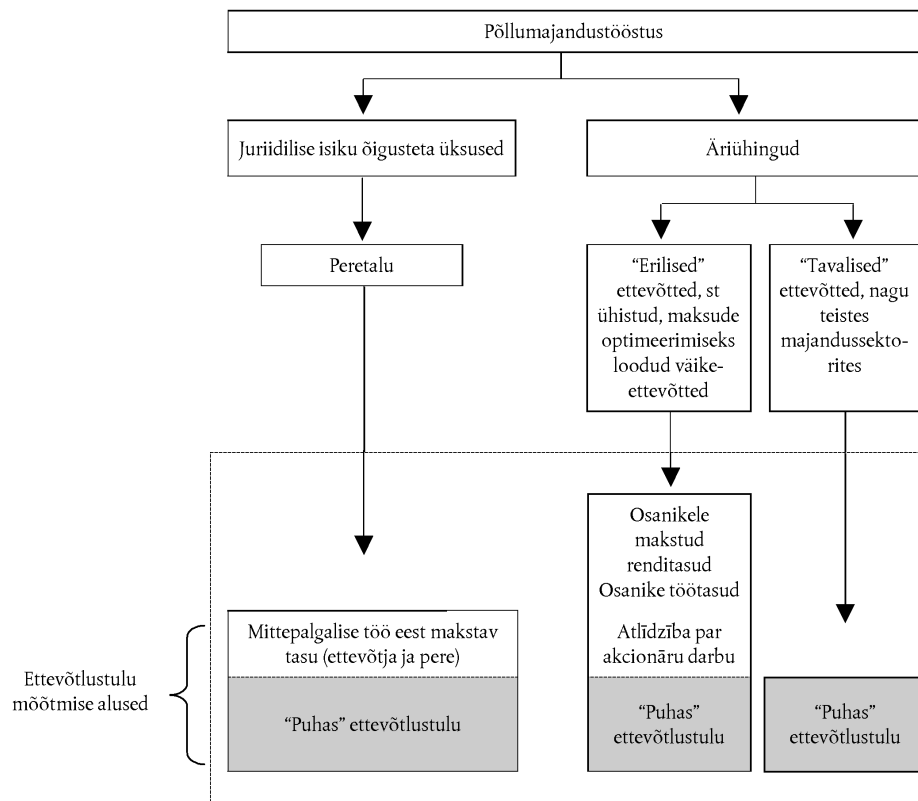 Põllumajandustööstus
Juriidilise isiku õigusteta üksused
Äriühingud
Peretalu
“Erilised”
ettevõtted, st
ühistud, maksude
optimeerimiseks
loodud väike-
ettevõtted
“Tavalised”
ettevõtted, nagu
teistes
majandussekto-
rites
Osanikele
makstud
renditasud
Osanike töötasud
Atlīdzība par
akcionāru darbu
Mittepalgalise töö eest makstav
tasu (ettevõtja ja pere)
Ettevõtlustulu
mõõtmise alused
“Puhas” ettevõtlustulu
“Puhas”
ettevõtlustulu
“Puhas”
ettevõtlustulu